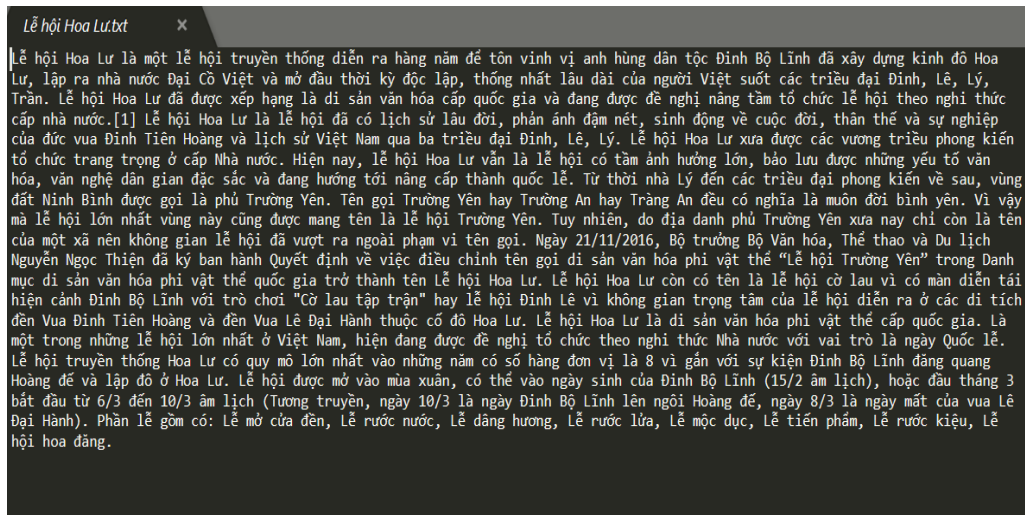 Lễ hội Hoa Lư.txt ×
Lễ hội Hoa Lư là một lễ hội truyền thống diễn ra hàng năm để tôn vinh vị anh hùng dân tộc Đinh Bộ Lĩnh đã xây dựng kinh đô Hoa
Lư, lập ra nhà nước Đại Cồ Việt và mở đầu thời kỳ độc lập, thống nhất lâu dài của người Việt suốt các triều đại Đinh, Lê, Lý,
Trần. Lễ hội Hoa Lư đã được xếp hạng là di sản văn hóa cấp quốc gia và đang được đề nghị nâng tầm tổ chức lễ hội theo nghi thức
cấp nhà nước.[1] Lễ hội Hoa Lư là lễ hội đã có lịch sử lâu đời, phản ánh đậm nét, sinh động về cuộc đời, thân thế và sự nghiệp
của đức vua Đinh Tiên Hoàng và lịch sử Việt Nam qua ba triều đại Đinh, Lê, Lý. Lễ hội Hoa Lư xưa được các vương triều phong kiến
tổ chức trang trọng ở cấp Nhà nước. Hiện nay, lễ hội Hoa Lư vẫn là lễ hội có tầm ảnh hưởng lớn, bảo lưu được những yếu tố văn
hóa, văn nghệ dân gian đặc sắc và đang hướng tới nâng cấp thành quốc lễ. Từ thời nhà Lý đến các triều đại phong kiến về sau, vùng
đất Ninh Bình được gọi là phủ Trường Yên. Tên gọi Trường Yên hay Trường An hay Tràng An đều có nghĩa là muôn đời bình yên. Vì vậy
mà lễ hội lớn nhất vùng này cũng được mang tên là lễ hội Trường Yên. Tuy nhiên, do địa danh phủ Trường Yên xưa nay chỉ còn là tên
của một xã nên không gian lễ hội đã vượt ra ngoài phạm vi tên gọi. Ngày 21/11/2016, Bộ trưởng Bộ Văn hóa, Thể thao và Du lịch
Nguyễn Ngọc Thiện đã ký ban hành Quyết định về việc điều chỉnh tên gọi di sản văn hóa phi vật thể “Lễ hội Trường Yên” trong Danh
mục di sản văn hóa phi vật thể quốc gia trở thành tên Lễ hội Hoa Lư. Lễ hội Hoa Lư còn có tên là lễ hội cờ lau vì có màn diễn tái
hiện cảnh Đinh Bộ Lĩnh với trò chơi "Cờ lau tập trận" hay lễ hội Đinh Lê vì không gian trọng tâm của lễ hội diễn ra ở các di tích
đền Vua Đinh Tiên Hoàng và đền Vua Lê Đại Hành thuộc cố đô Hoa Lư. Lễ hội Hoa Lư là di sản văn hóa phi vật thể cấp quốc gia. Là
một trong những lễ hội lớn nhất ở Việt Nam, hiện đang được đề nghị tổ chức theo nghi thức Nhà nước với vai trò là ngày Quốc lễ.
Lễ hội truyền thống Hoa Lư có quy mô lớn nhất vào những năm có số hàng đơn vị là 8 vì gắn với sự kiện Đinh Bộ Lĩnh đăng quang
Hoàng đế và lập đô ở Hoa Lư. Lễ hội được mở vào mùa xuân, có thể vào ngày sinh của Đinh Bộ Lĩnh (15/2 âm lịch), hoặc đầu tháng 3
bắt đầu từ 6/3 đến 10/3 âm lịch (Tương truyền, ngày 10/3 là ngày Đinh Bộ Lĩnh lên ngôi Hoàng đế, ngày 8/3 là ngày mất của vua Lê
Đại Hành). Phần lễ gồm có: Lễ mở cửa đền, Lễ rước nước, Lễ dâng hương, Lễ rước lửa, Lễ mộc dục, Lễ tiến phẩm, Lễ rước kiệu, Lễ
hội hoa đăng.